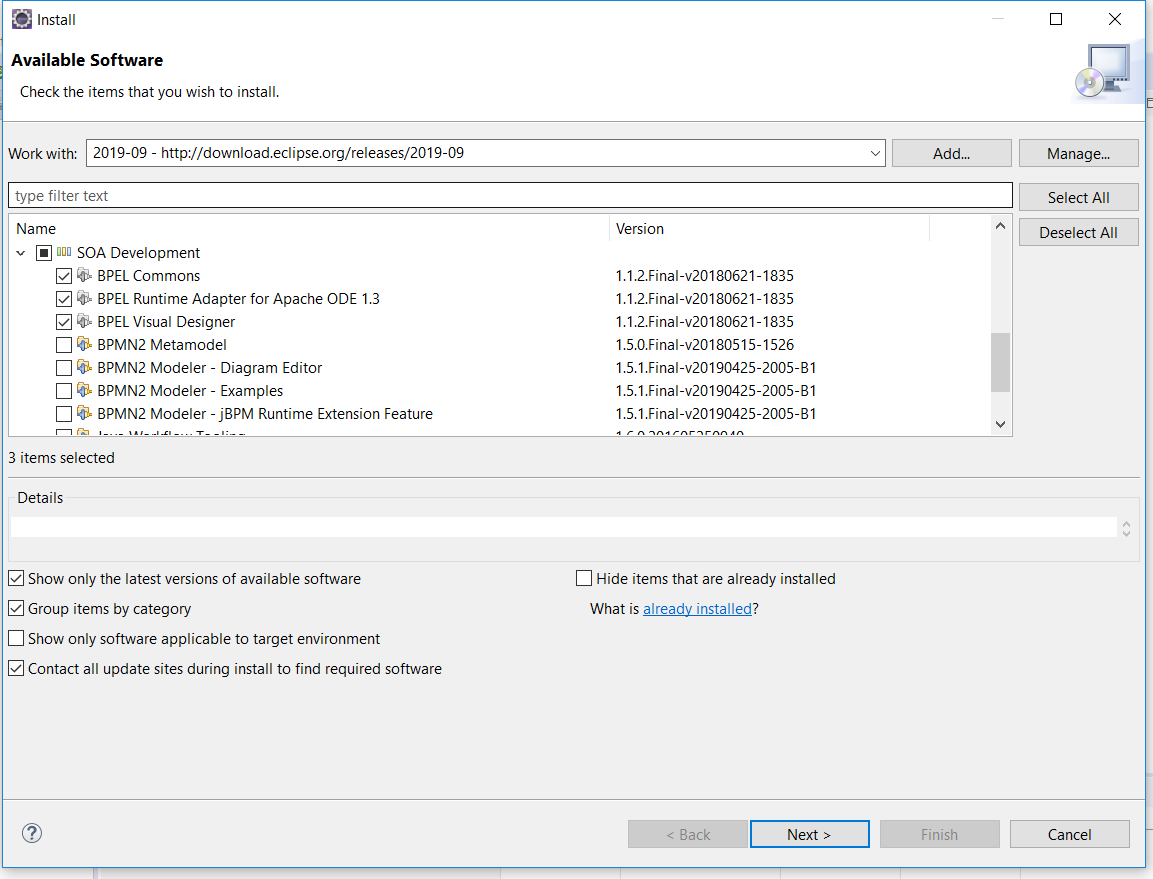 Install
Available Software
Check the items that you wish to install.
Work with: 2019-09 - http://download.eclipse.org/releases/2019-09 Add... Manage...
type filter text Select All
Name Version Deselect All
SOA Development
BPEL Commons 1.1.2.Final-v20180621-1835
BPEL Runtime Adapter for Apache ODE 1.3 1.1.2.Final-v20180621-1835
BPEL Visual Designer 1.1.2.Final-v20180621-1835
BPMN2 Metamodel 1.5.0.Final-v20180515-1526
BPMN2 Modeler - Diagram Editor 1.5.1.Final-v20190425-2005-B1
BPMN2 Modeler - Examples 1.5.1.Final-v20190425-2005-B1
BPMN2 Modeler - jBPM Runtime Extension Feature 1.5.1.Final-v20190425-2005-B1
Java Workflow Tooling
3 items selected
Details
Show only the latest versions of available software Hide items that are already installed
Group items by category What is already installed?
Show only software applicable to target environment
Contact all update sites during install to find required software
? < Back Next > Finish Cancel